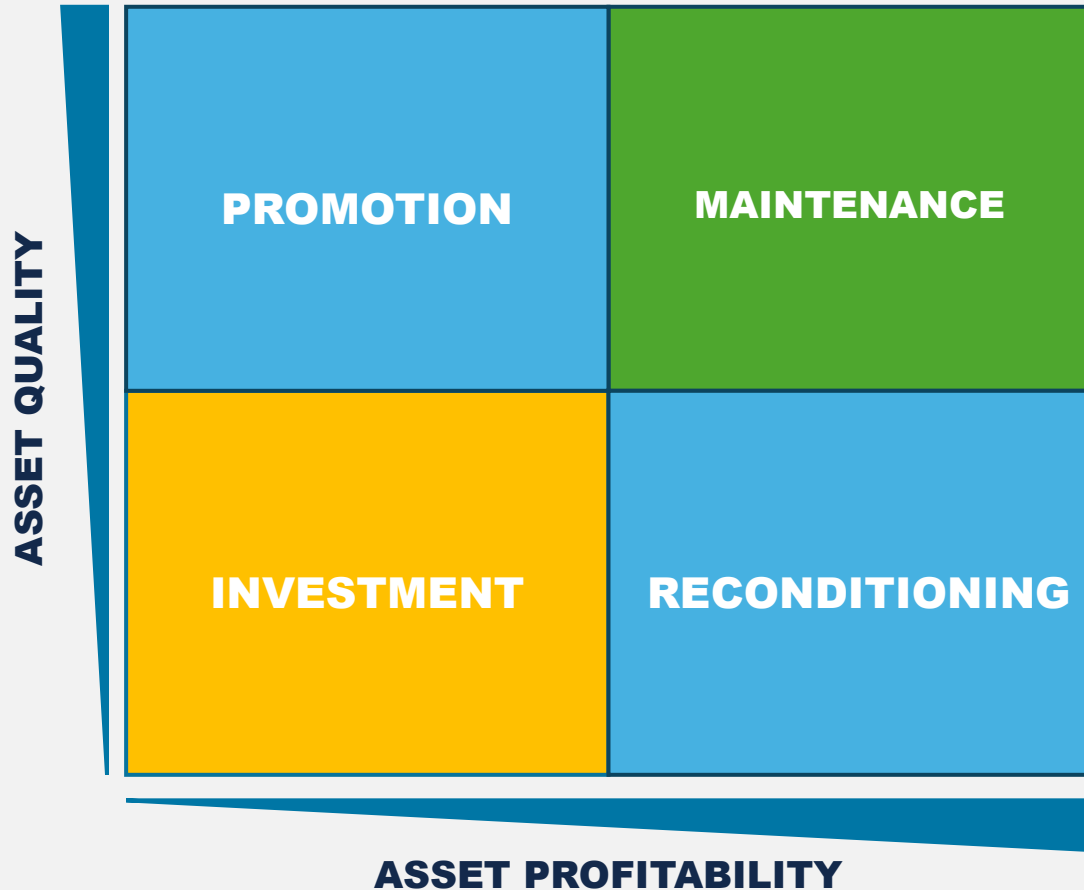 ASSET QUALITY
PROMOTION
MAINTENANCE
INVESTMENT
RECONDITIONING
ASSET PROFITABILITY